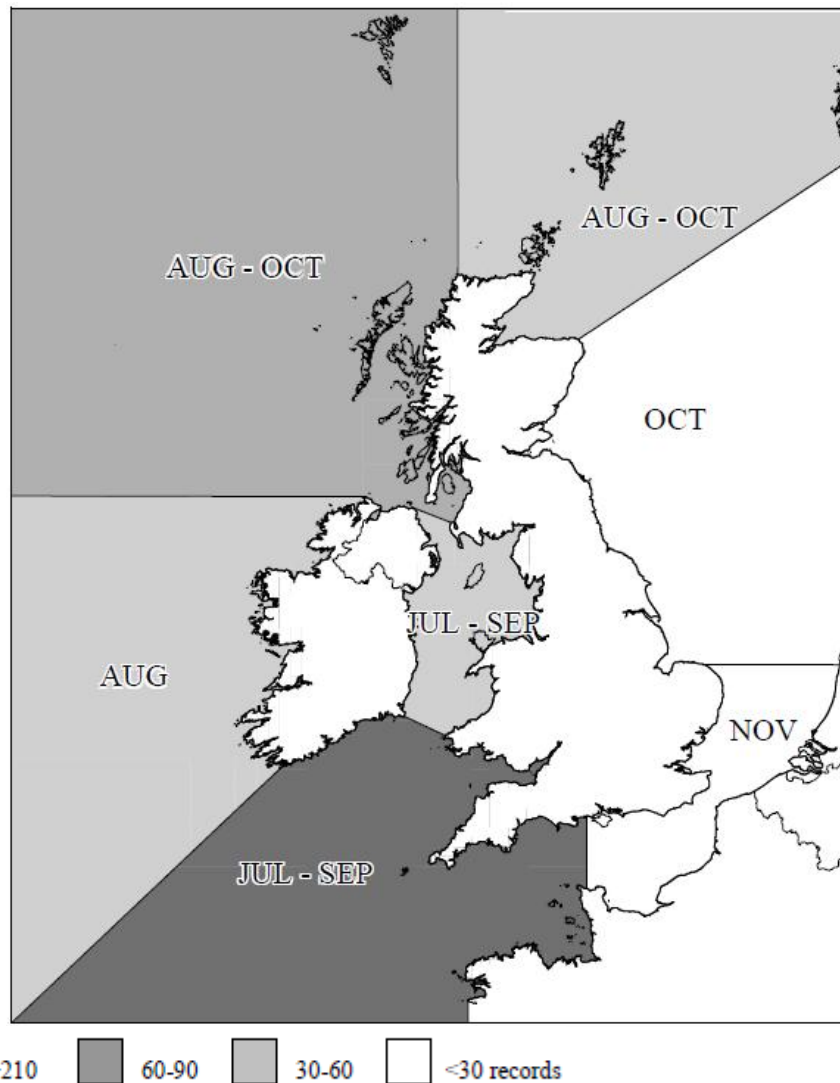 AUG - OCT
AUG - OCT
OCT
JUL - SEP
AUG
NOV
JUL - SEP
210 60-90 30-60 <30 records